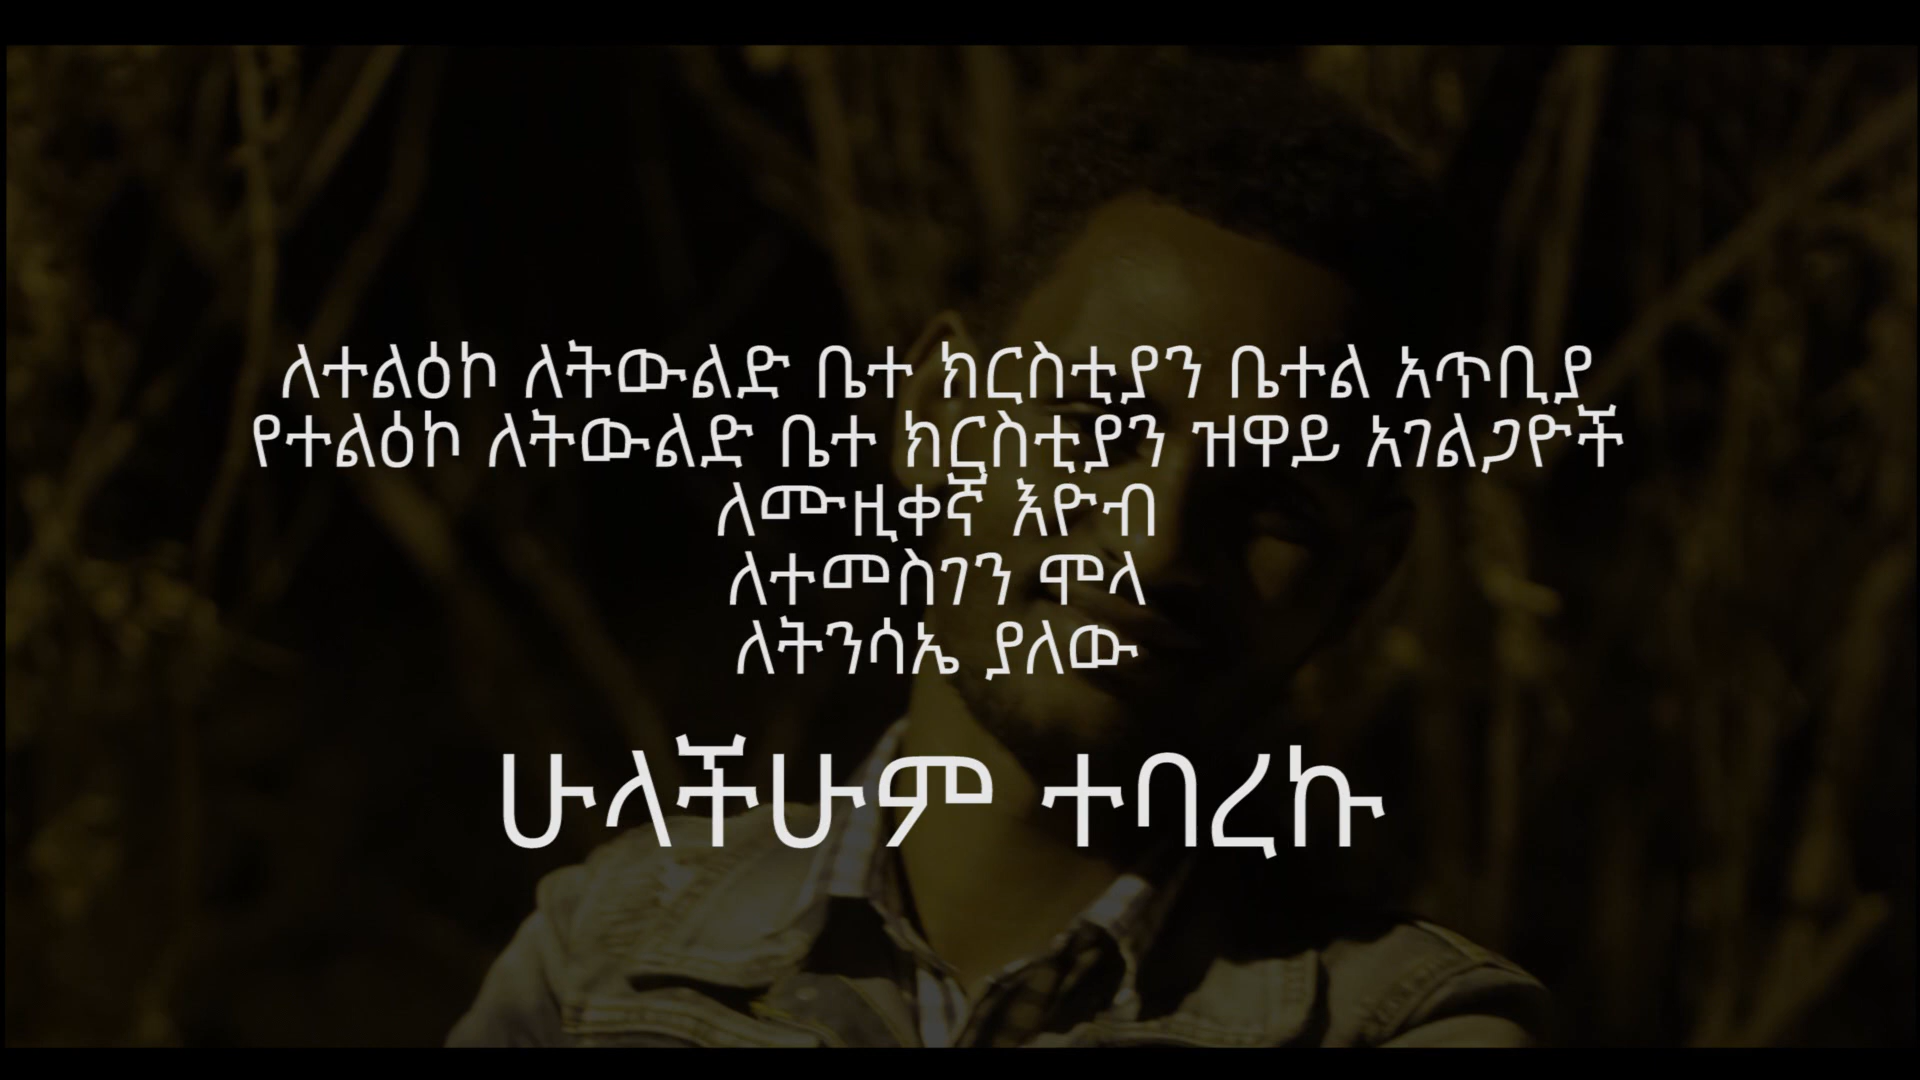 ለተልዕኮ ለትውልድ ቤተ ክርስቲያን ቤተል አጥቢያ
የተልዕኮ ለትውልድ ቤተ ክርስቲያን ዝዋይ አገልጋዮች
ለሙዚቀኛ እዮብ
ለተመስገን ሞላ
ለትንሳኤ ያለው
ሁላችሁም ተባረኩ